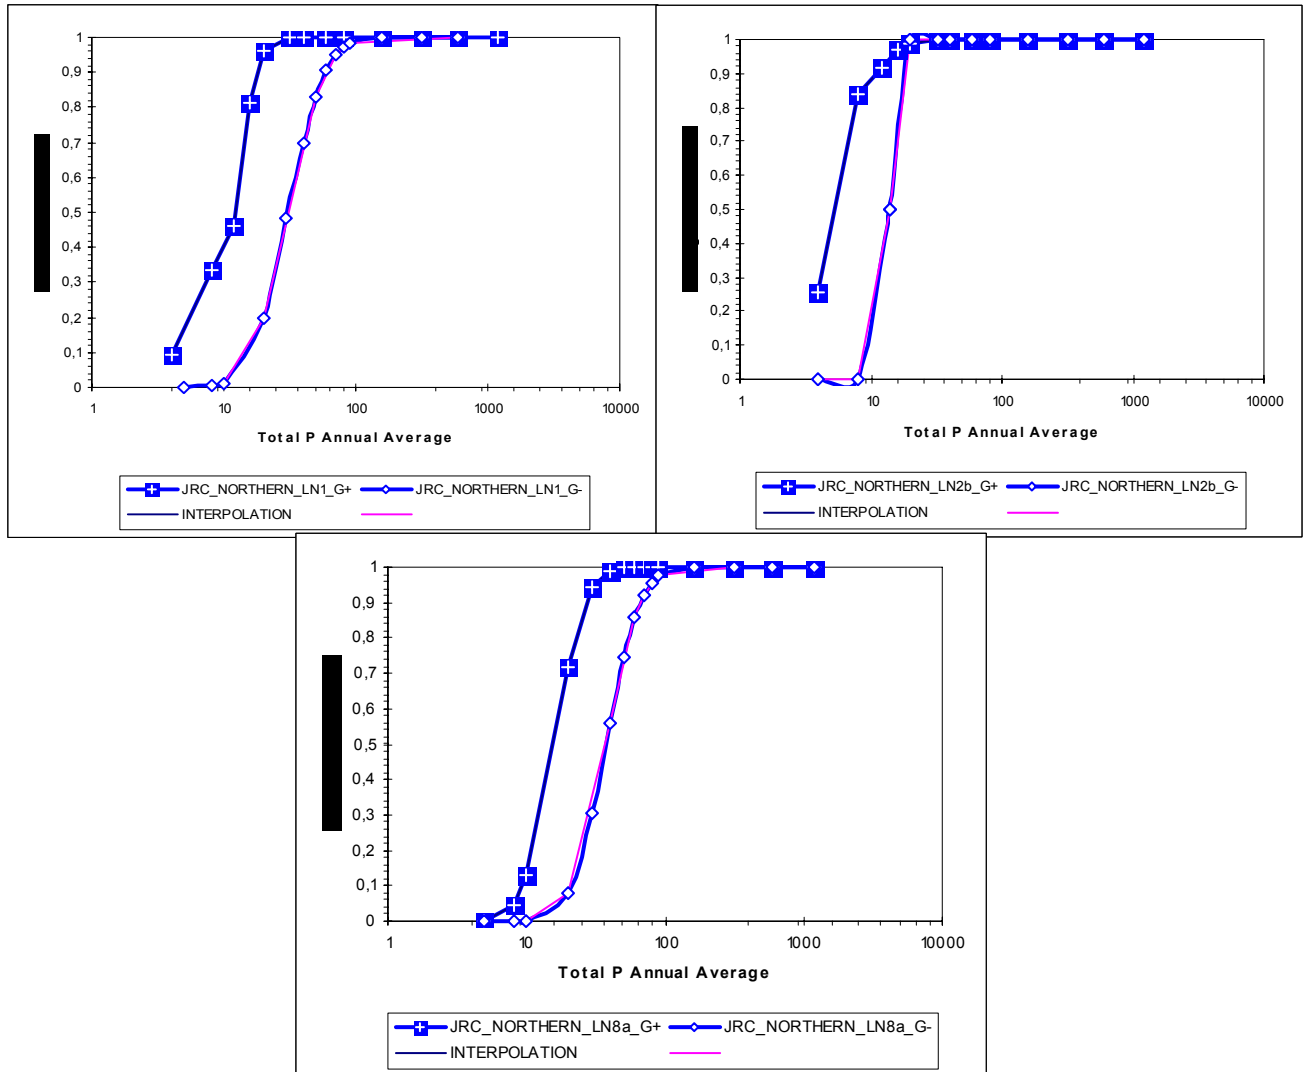 1
0,9
0,8
0,7
0,6
0,5
0,4
0,3
0,2
0,1
0
1 10 100 1000 10000
Total P Annual Average
JRC_NORTHERN_LN1_G+ JRC_NORTHERN_LN1_G-
INTERPOLATION
1
0,9
0,8
0,7
0,6
0,5
0,4
0,3
0,2
0,1
0
1 10 100 1000 10000
Total P Annual Average
JRC_NORTHERN_LN2b_G+ JRC_NORTHERN_LN2b_G-
INTERPOLATION
1
0,9
0,8
0,7
0,6
0,5
0,4
0,3
0,2
0,1
0
1 10 100 1000 10000
Total P Annual Average
JRC_NORTHERN_LN8a_G+ JRC_NORTHERN_LN8a_G-
INTERPOLATION